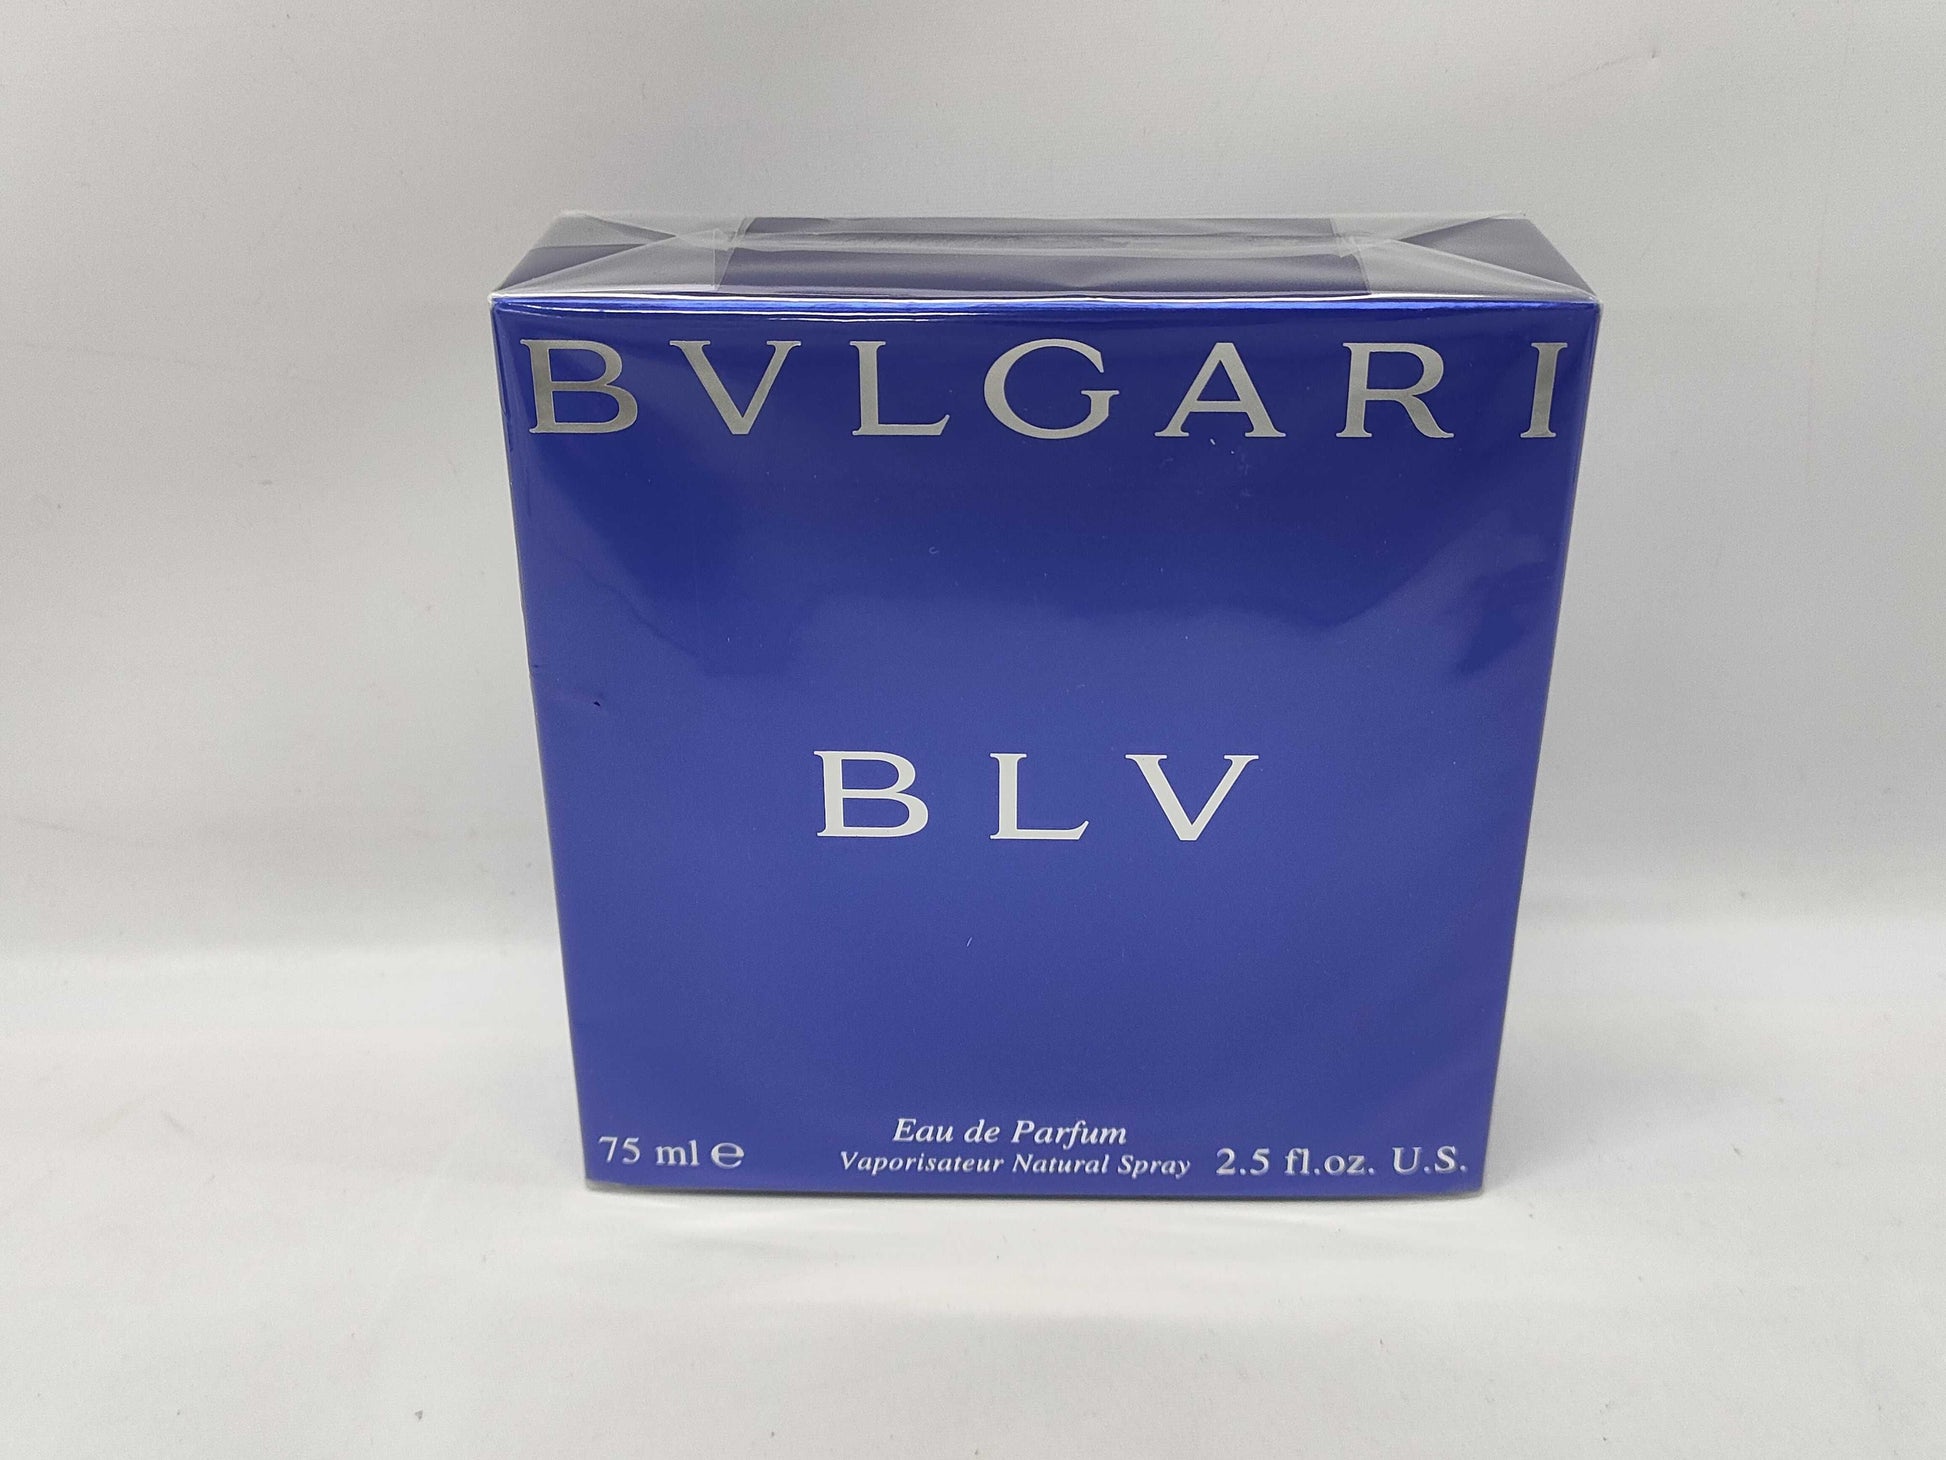 BVLGARI
BLV
Eau de Parfum
75 ml ℮ Vaporisateur Natural Spray 2.5 fl.oz. U.S.